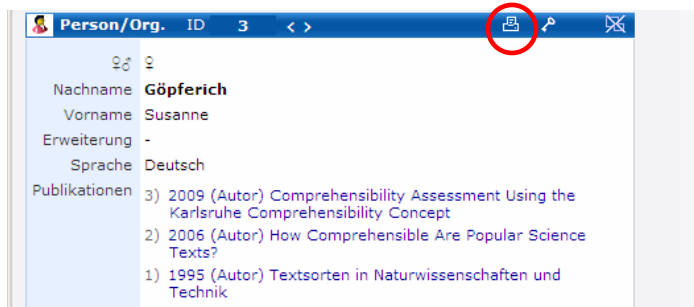 Person/Org. ID 3 < >
♀♂ ♀
Nachname Göpferich
Vorname Susanne
Erweiterung -
Sprache Deutsch
Publikationen 3) 2009 (Autor) Comprehensibility Assessment Using the
Karlsruhe Comprehensibility Concept
2) 2006 (Autor) How Comprehensible Are Popular Science
Texts?
1) 1995 (Autor) Textsorten in Naturwissenschaften und
Technik